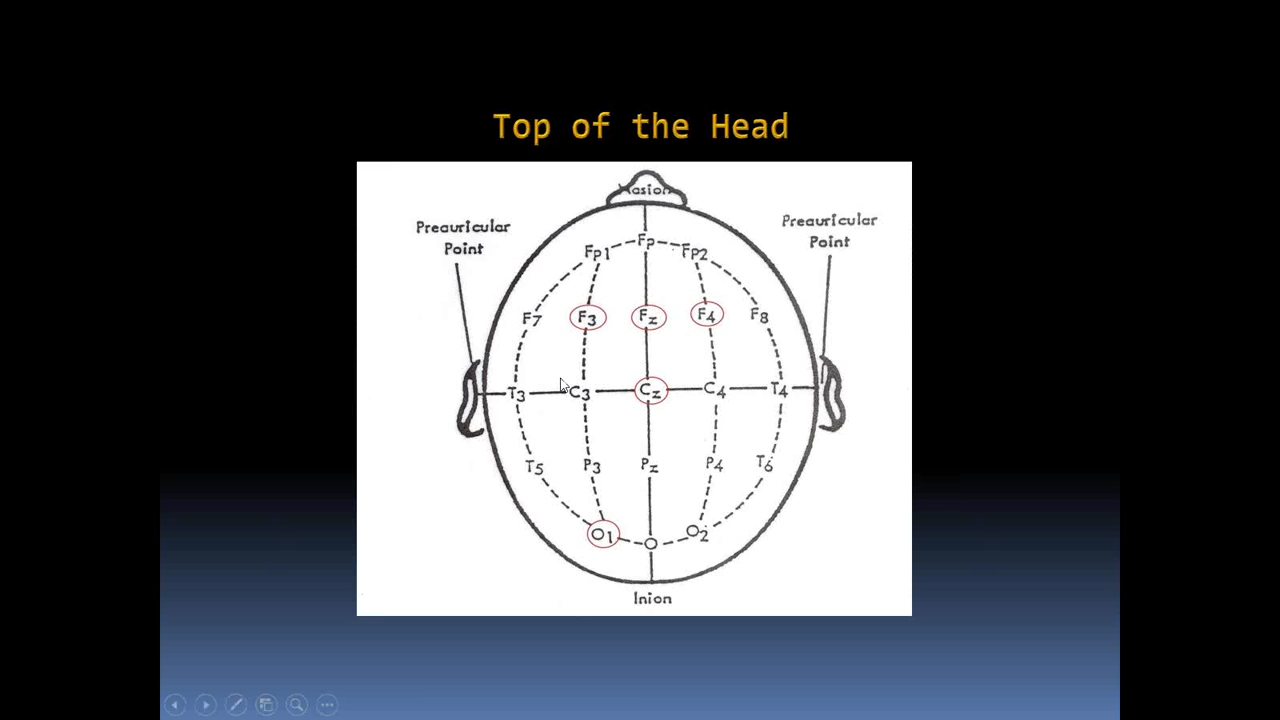 Top of the Head
Nasion
Preauricular
Point
Preauricular
Point
Fp1 Fp Fp2
F7 F3 Fz F4 F8
T3 C3 Cz C4 T4
T5 P3 Pz P4 T6
O1 O O2
Inion